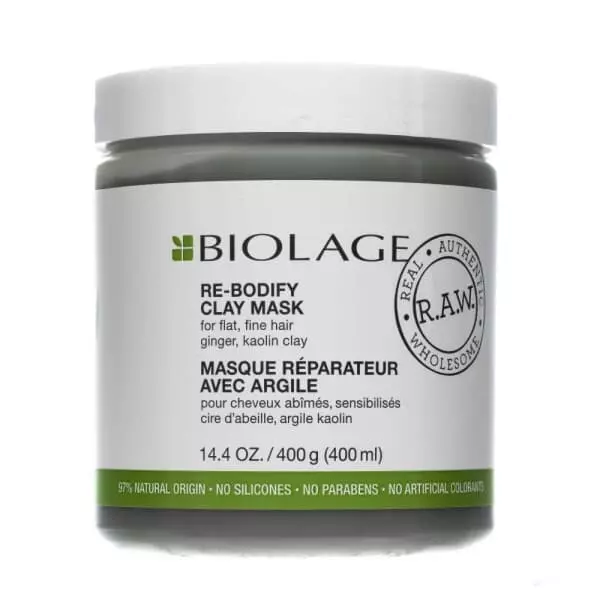 BIOLAGE
REAL • AUTHENTIC • WHOLESOME
R.A.W.
RE-BODIFY
CLAY MASK
for flat, fine hair
ginger, kaolin clay
MASQUE RÉPARATEUR
AVEC ARGILE
pour cheveux abîmés, sensibilisés
cire d'abeille, argile kaolin
14.4 OZ. / 400 g (400 ml)
97% NATURAL ORIGIN • NO SILICONES • NO PARABENS • NO ARTIFICIAL COLORANTS